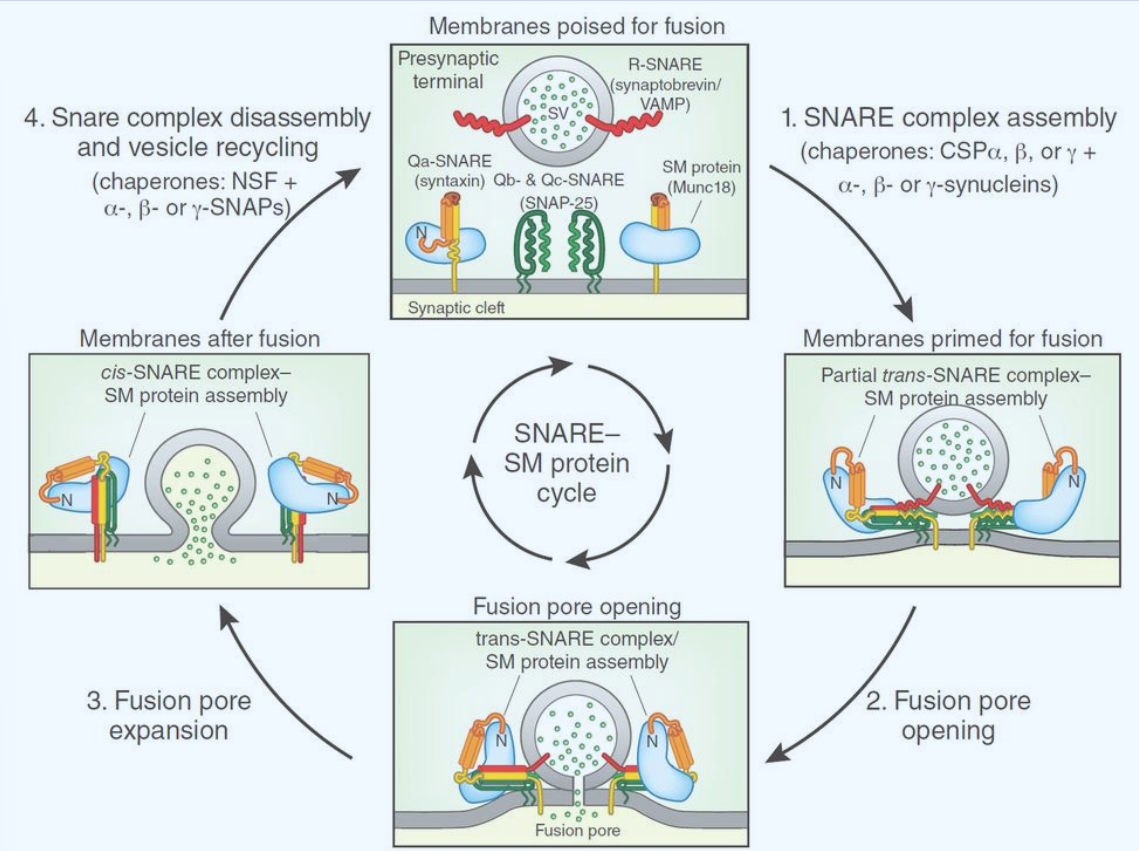 Membranes poised for fusion
Presynaptic
terminal
R-SNARE
(synaptobrevin/
VAMP)
SV
Qa-SNARE
(syntaxin)
Qb- & Qc-SNARE
(SNAP-25)
SM protein
(Munc18)
N
Synaptic cleft
1. SNARE complex assembly
(chaperones: CSPα, β, or γ +
α-, β- or γ-synucleins)
Membranes primed for fusion
Partial trans-SNARE complex–
SM protein assembly
N
N
2. Fusion pore
opening
Fusion pore opening
trans-SNARE complex/
SM protein assembly
N
N
Fusion pore
3. Fusion pore
expansion
Membranes after fusion
cis-SNARE complex–
SM protein assembly
N
N
4. Snare complex disassembly
and vesicle recycling
(chaperones: NSF +
α-, β- or γ-SNAPs)
SNARE–
SM protein
cycle